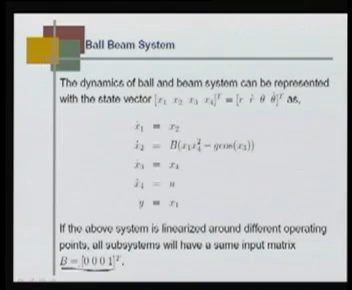 Ball Beam System
The dynamics of ball and beam system can be represented
with the state vector [x₁ x₂ x₃ x₄]ᵀ = [r ṙ θ θ̇]ᵀ as,
ẋ₁ = x₂
ẋ₂ = B(x₁x₄² − gcos(x₃))
ẋ₃ = x₄
ẋ₄ = u
y = x₁
If the above system is linearized around different operating
points, all subsystems will have a same input matrix
B = [0 0 0 1]ᵀ.